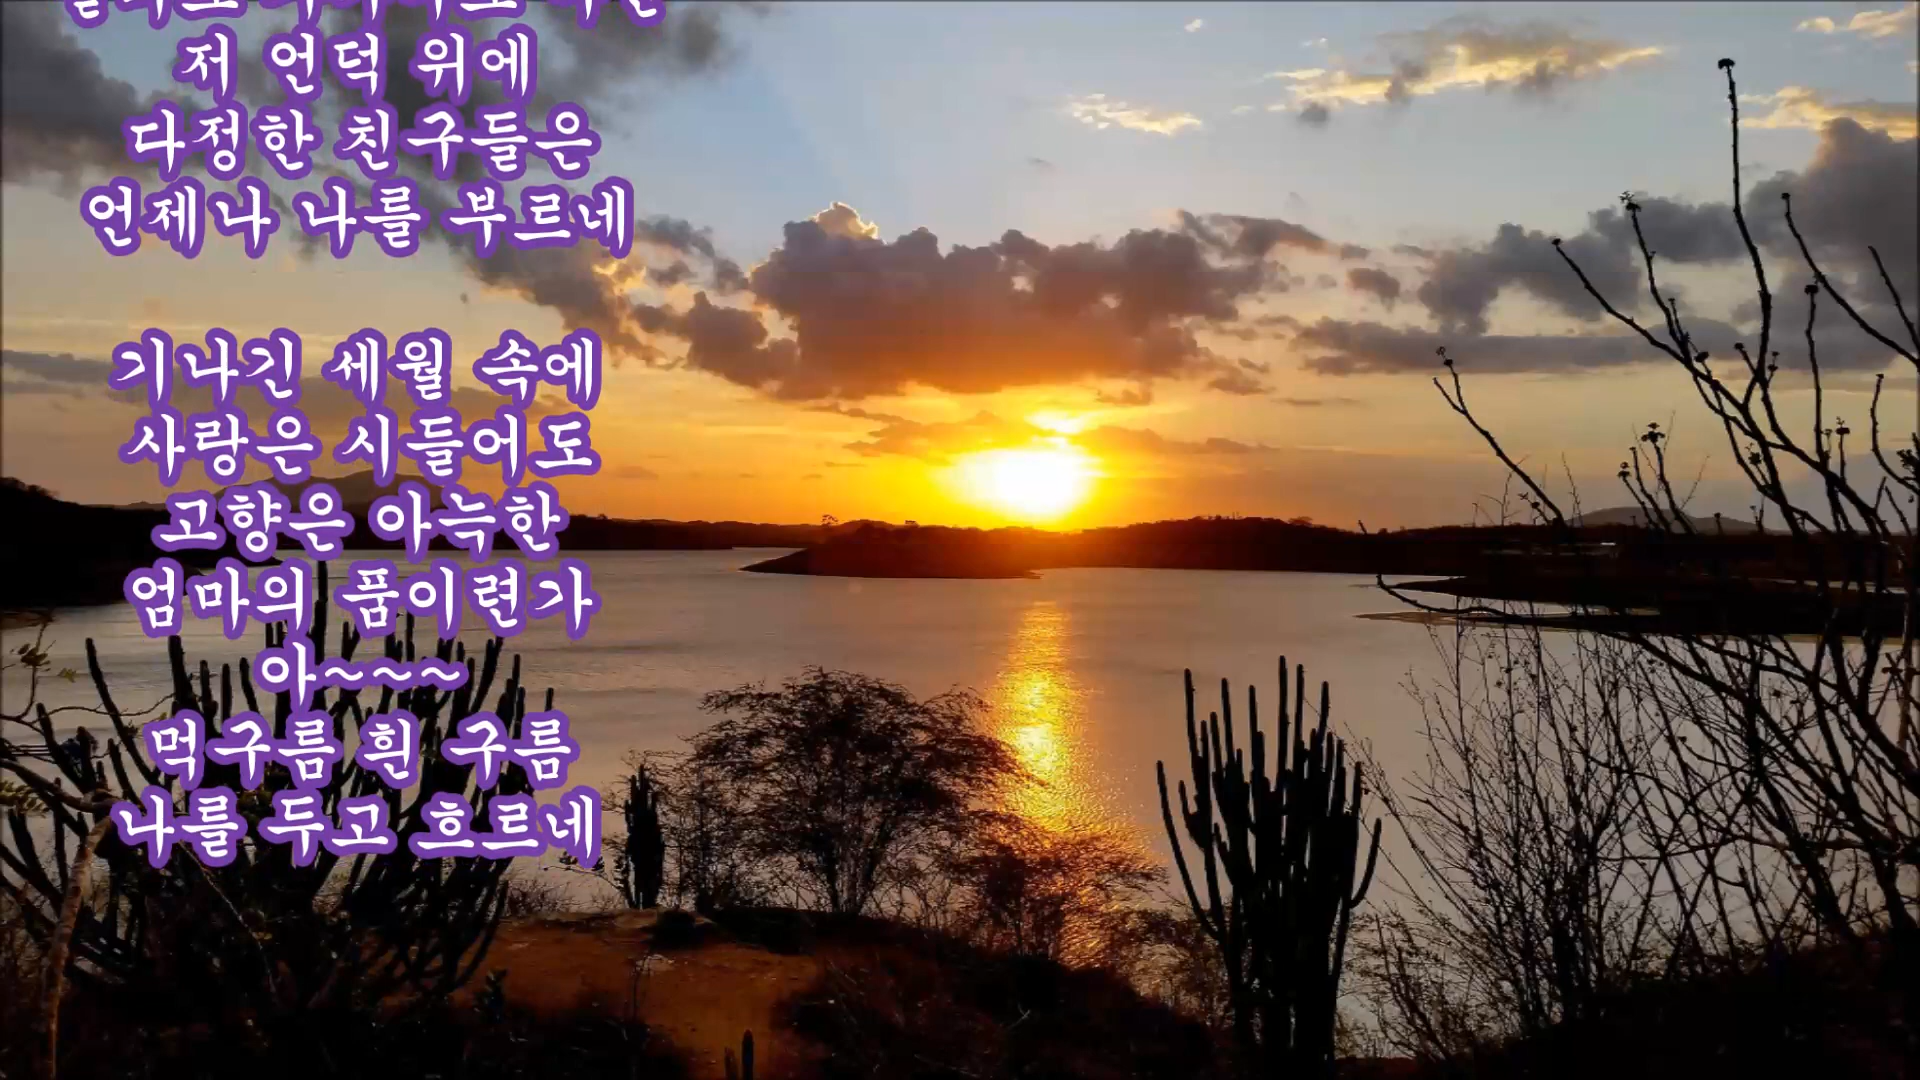 저 언덕 위에
다정한 친구들은
언제나 나를 부르네
기나긴 세월 속에
사랑은 시들어도
고향은 아늑한
엄마의 품이련가
아~~~
먹구름 흰 구름
나를 두고 흐르네